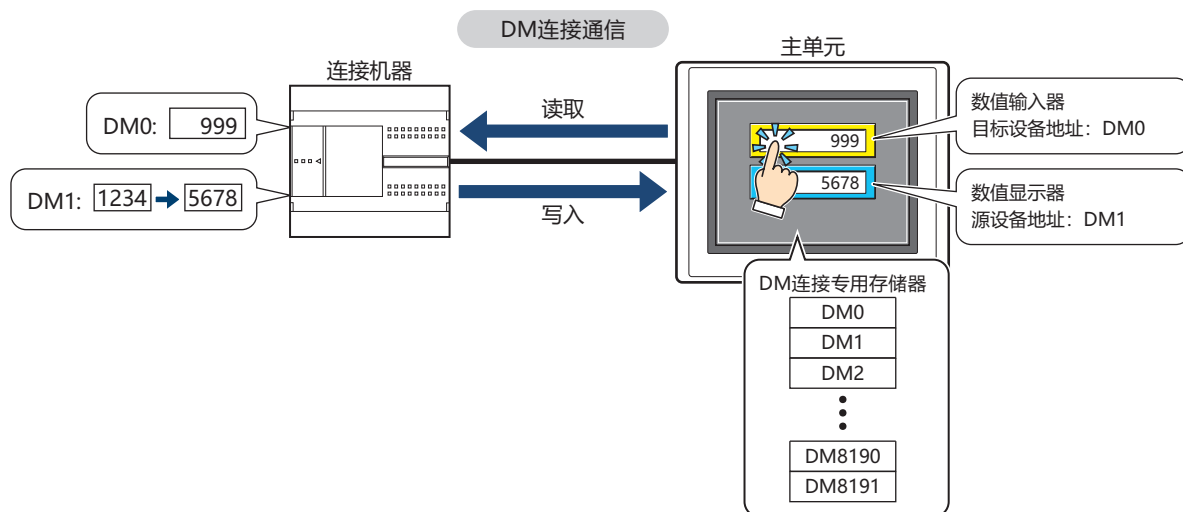 DM连接通信
连接机器
主单元
DM0: 999
DM1: 1234 5678
读取
写入
999
5678
数值输入器
目标设备地址：DM0
数值显示器
源设备地址：DM1
DM连接专用存储器
DM0
DM1
DM2
DM8190
DM8191